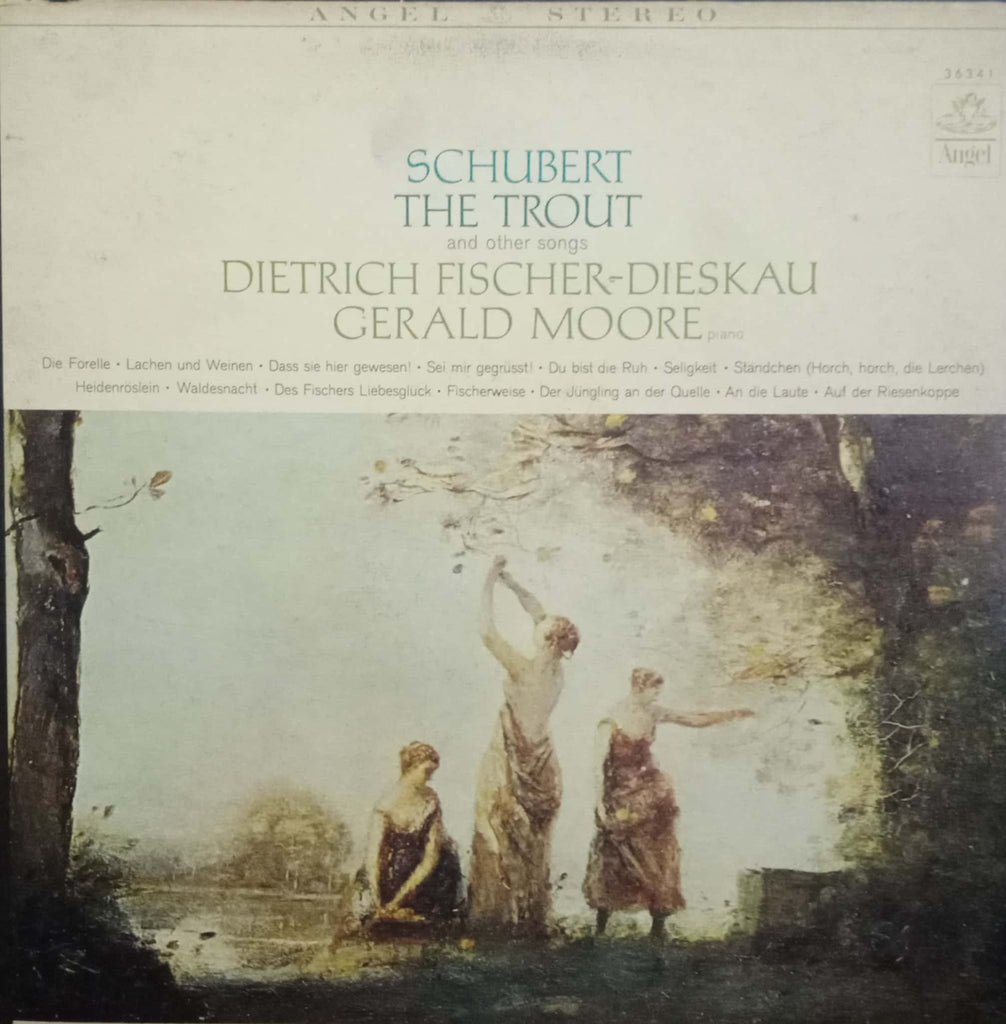 ANGEL STEREO
36341
Angel
SCHUBERT
THE TROUT
and other songs
DIETRICH FISCHER-DIESKAU
GERALD MOORE piano
Die Forelle • Lachen und Weinen • Dass sie hier gewesen! • Sei mir gegrüsst! • Du bist die Ruh • Seligkeit • Ständchen (Horch, horch, die Lerchen)
Heidenröslein • Waldesnacht • Des Fischers Liebesglück • Fischerweise • Der Jüngling an der Quelle • An die Laute • Auf der Riesenkoppe